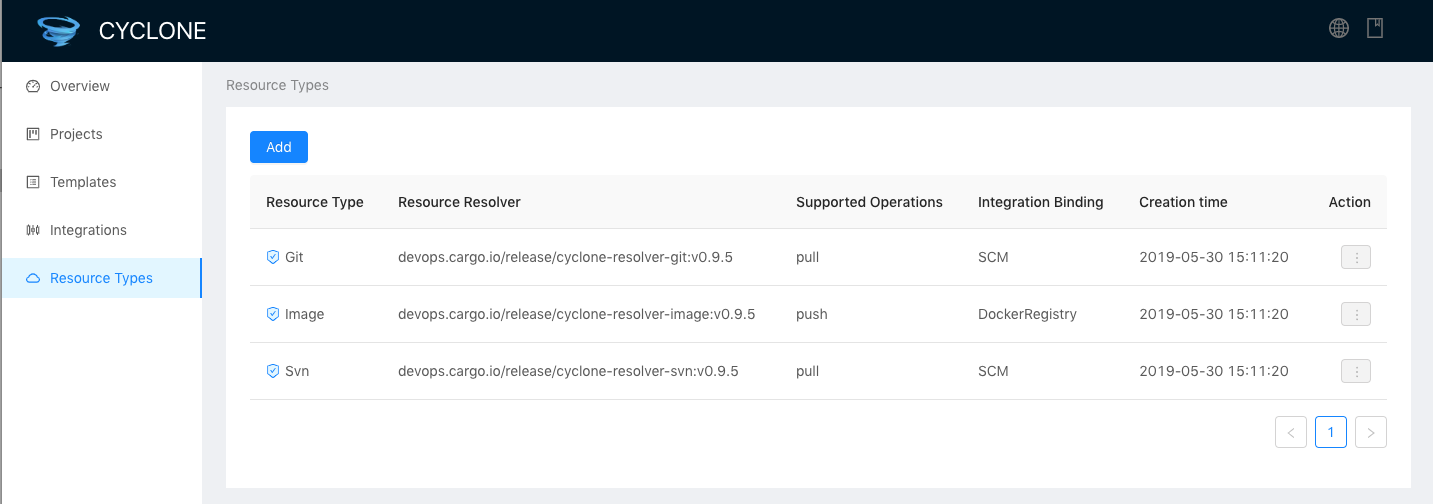 CYCLONE
Overview
Projects
Templates
Integrations
Resource Types
Resource Types
Add
Resource Type Resource Resolver Supported Operations Integration Binding Creation time Action
Git devops.cargo.io/release/cyclone-resolver-git:v0.9.5 pull SCM 2019-05-30 15:11:20
Image devops.cargo.io/release/cyclone-resolver-image:v0.9.5 push DockerRegistry 2019-05-30 15:11:20
Svn devops.cargo.io/release/cyclone-resolver-svn:v0.9.5 pull SCM 2019-05-30 15:11:20
1